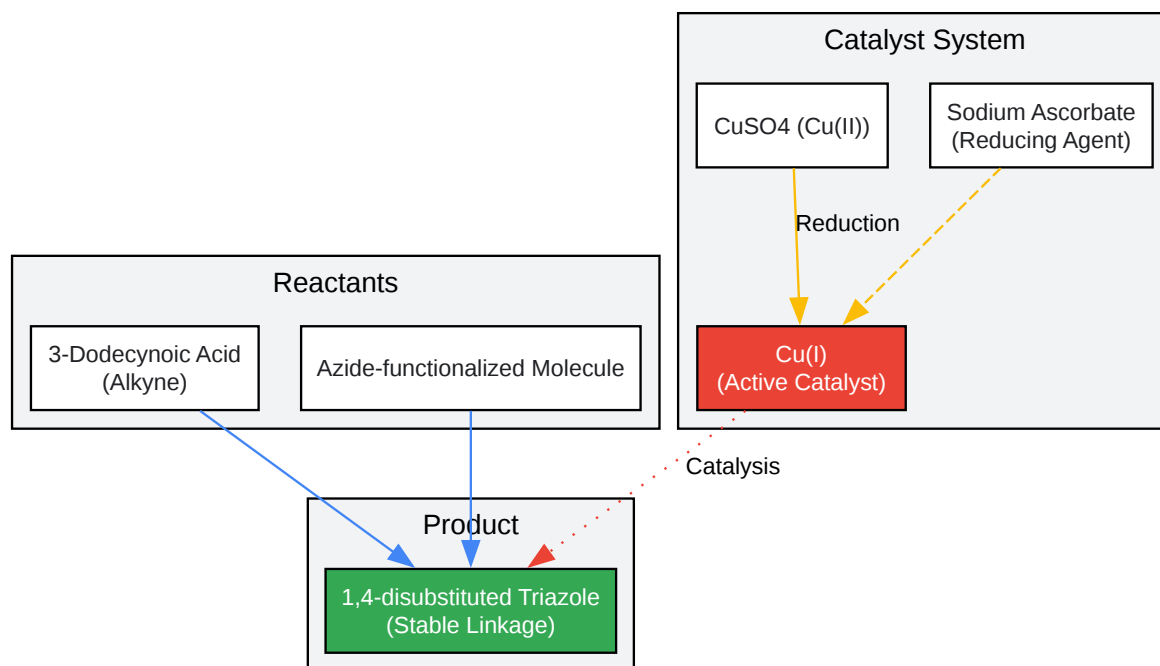 Catalyst System
CuSO4 (Cu(II))
Sodium Ascorbate
(Reducing Agent)
Reduction
Reactants
3-Dodecynoic Acid
(Alkyne)
Azide-functionalized Molecule
Cu(I)
(Active Catalyst)
Catalysis
Product
1,4-disubstituted Triazole
(Stable Linkage)